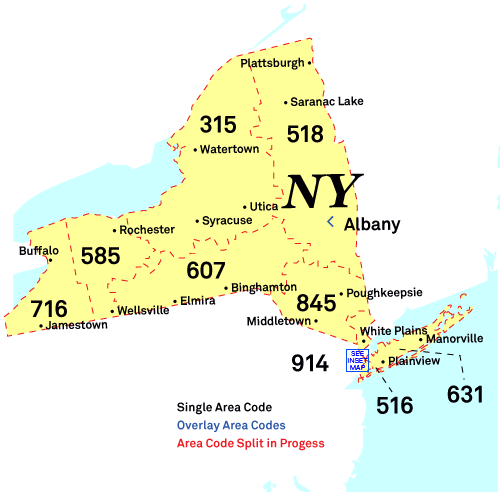 Plattsburgh
Saranac Lake
315
518
Watertown
NY
Utica
Syracuse
Albany
Rochester
Buffalo
585
607
Binghamton
845
Poughkeepsie
716
Wellsville
Elmira
Middletown
Jamestown
White Plains
Manorville
914
SEE
INSET
MAP
Plainview
631
516
Single Area Code
Overlay Area Codes
Area Code Split in Progess